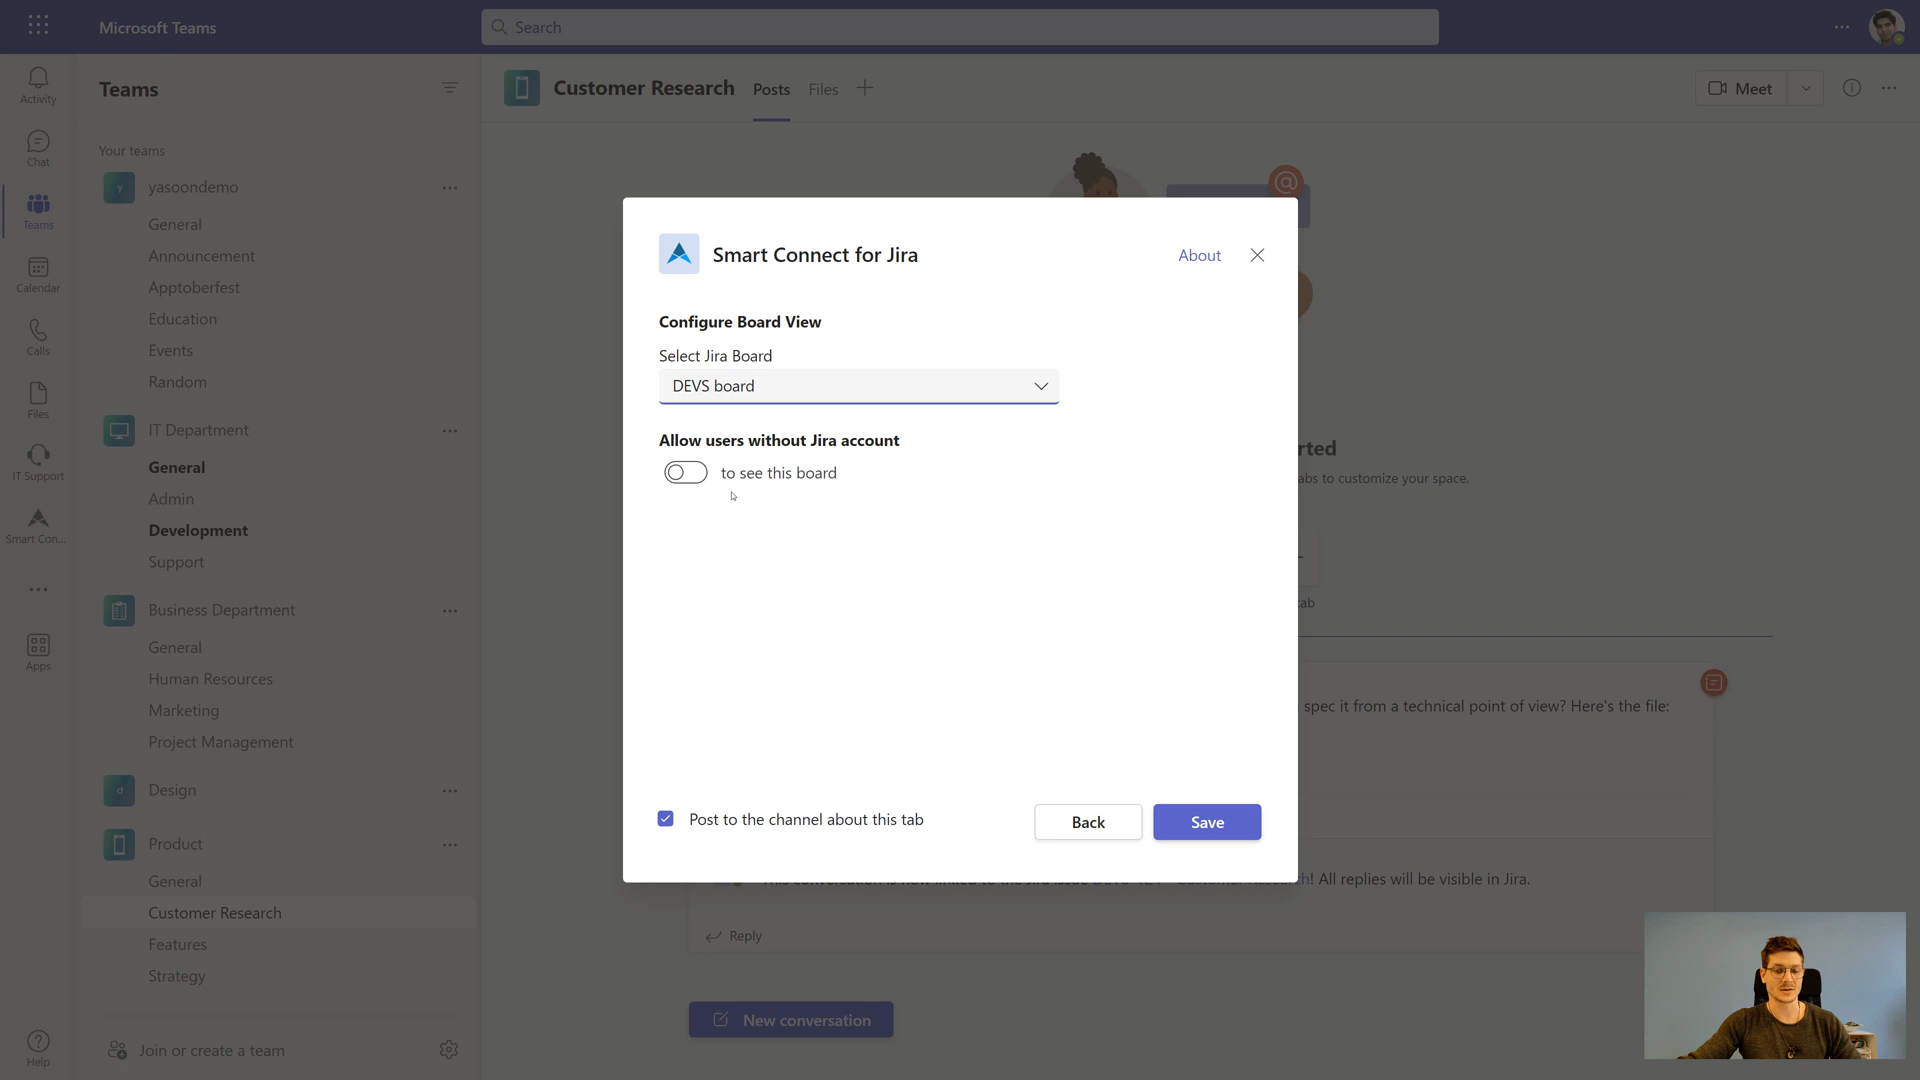 Microsoft Teams
Search
Activity
Chat
Teams
Calendar
Calls
Files
IT Support
Smart Con...
Apps
Help
Teams
Your teams
y
yasoondemo
General
Announcement
Apptoberfest
Education
Events
Random
IT Department
General
Admin
Development
Support
Business Department
General
Human Resources
Marketing
Project Management
d
Design
Product
General
Customer Research
Features
Strategy
Join or create a team
Customer Research
Posts
Files
Meet
@
rted
abs to customize your space.
tab
spec it from a technical point of view? Here's the file:
! All replies will be visible in Jira.
Reply
New conversation
Smart Connect for Jira
About
Configure Board View
Select Jira Board
DEVS board
Allow users without Jira account
to see this board
Post to the channel about this tab
Back
Save